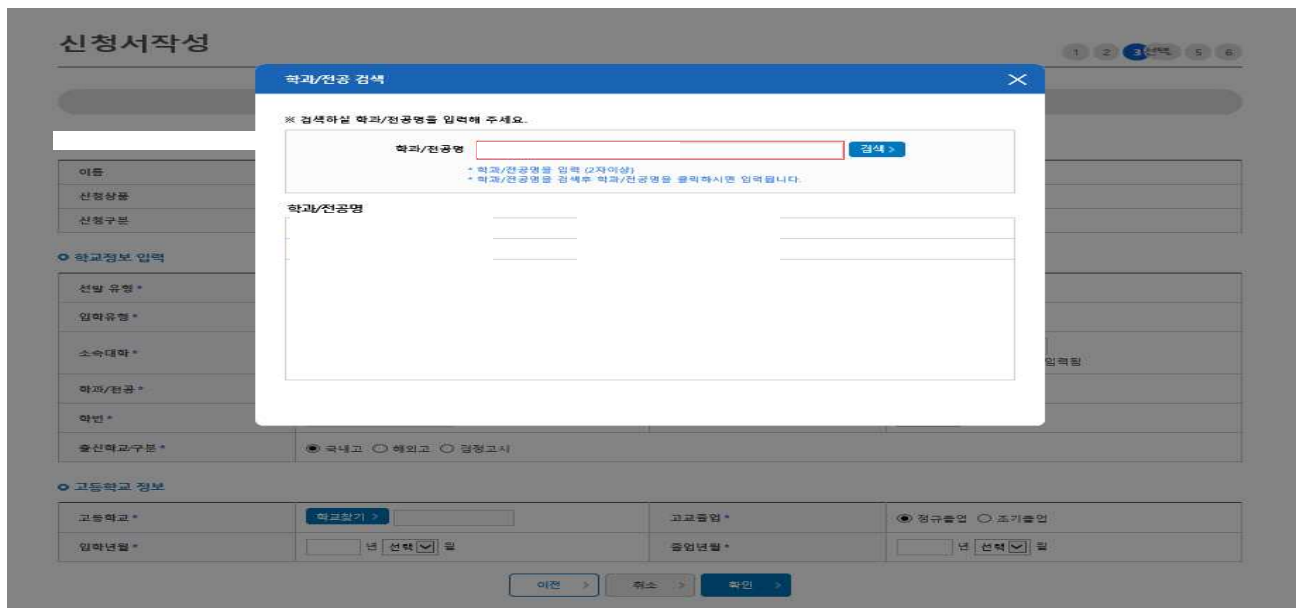 신청서작성
1 2 3 선택 5 6
학과/전공 검색
※ 검색하실 학과/전공명을 입력해 주세요.
학과/전공명 검색 >
* 학과/전공명을 입력 (2자이상)
* 학과/전공명을 검색후 학과/전공명을 클릭하시면 입력됩니다.
학과/전공명
이름
신청상품
신청구분
학교정보 입력
선발 유형 *
입학유형 *
소속대학 *
입력됨
학과/전공 *
학번 *
출신학교구분 *
국내고 해외고 검정고시
고등학교 정보
고등학교 * 학교찾기 > 고교졸업 * 정규졸업 조기졸업
입학년월 * 년 선택 월 졸업년월 * 년 선택 월
이전 > 취소 > 확인 >